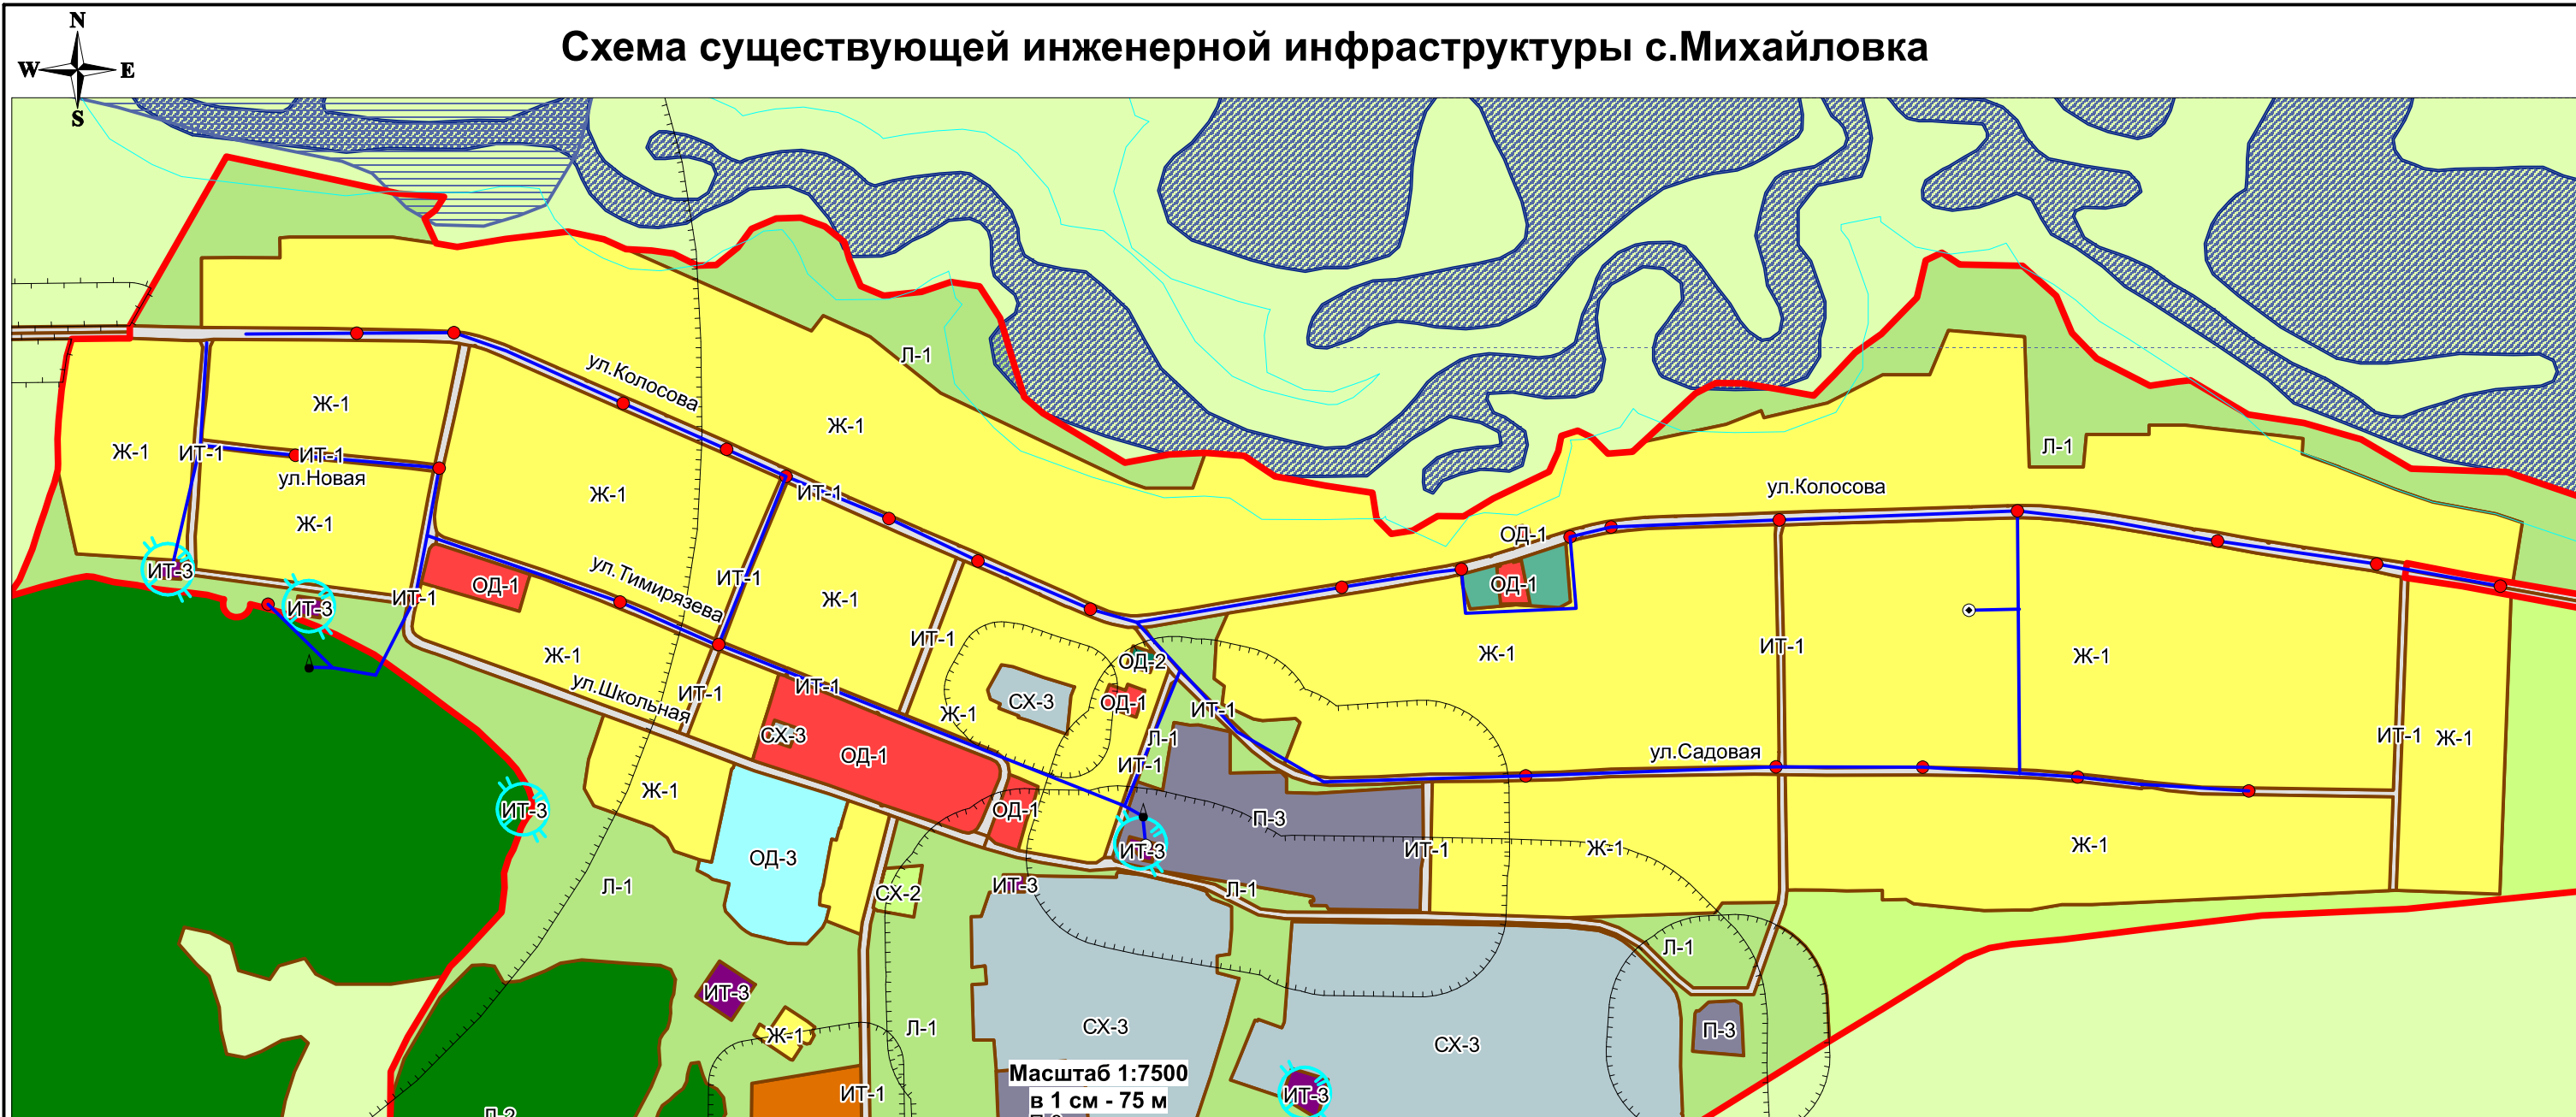 N
Схема существующей инженерной инфраструктуры с.Михайловка
W E
S
Л-1
ул.Колосова
Ж-1
Ж-1
Л-1
Ж-1
ИТ-1
ИТ-1
ул.Новая
ул.Колосова
Ж-1
ИТ-1
Ж-1
ОД-1
ИТ-3
ИТ-1
ОД-1
ул.Тимирязева
ИТ-1
ОД-1
ИТ-3
ИТ-1
Ж-1
ИТ-1
Ж-1
ОД-2
Ж-1
ИТ-1
Ж-1
ул.Школьная
ИТ-1
ИТ-1
СХ-3
ОД-1
Ж-1
ИТ-1
СХ-3
ОД-1
Л-1
ИТ-1
ул.Садовая
ИТ-1
Ж-1
Ж-1
ИТ-3
ОД-1
П-3
ОД-3
ИТ-3
ИТ-1
Ж-1
Ж-1
Л-1
СХ-2
ИТ-3
Л-1
Л-1
ИТ-3
Ж-1
Л-1
СХ-3
СХ-3
П-3
Масштаб 1:7500
ИТ-1
в 1 см - 75 м
ИТ-3